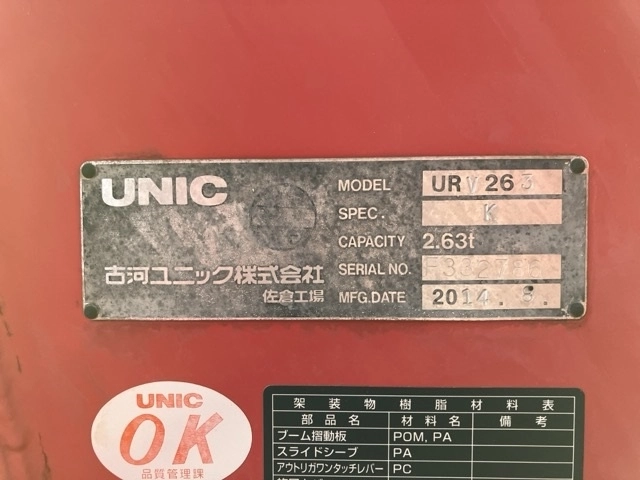 UNIC
古河ユニック株式会社
佐倉工場
MODEL URV263
SPEC. K
CAPACITY 2.63t
SERIAL NO.
MFG.DATE 2014. 8.
UNIC
OK
品質管理課
架装物樹脂材料表
部品名 材料名 備考
ブーム摺動板 POM, PA
スライドシーブ PA
アウトリガワンタッチレバー PC